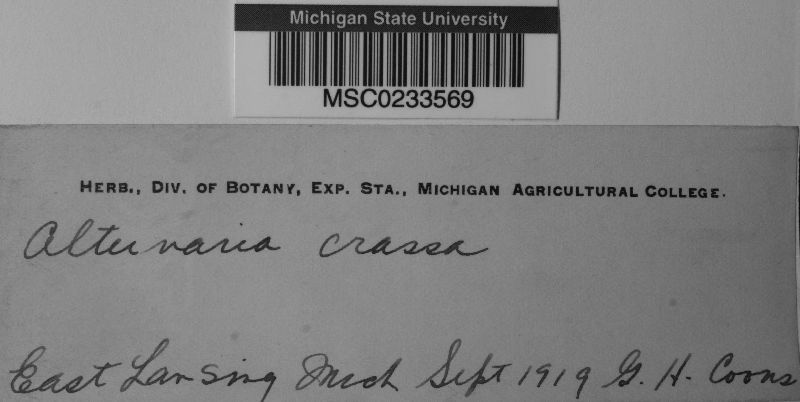 Michigan State University
MSC0233569
HERB., DIV. OF BOTANY, EXP. STA., MICHIGAN AGRICULTURAL COLLEGE.
Alternaria crassa
East Lansing Mich Sept 1919 G. H. Coons